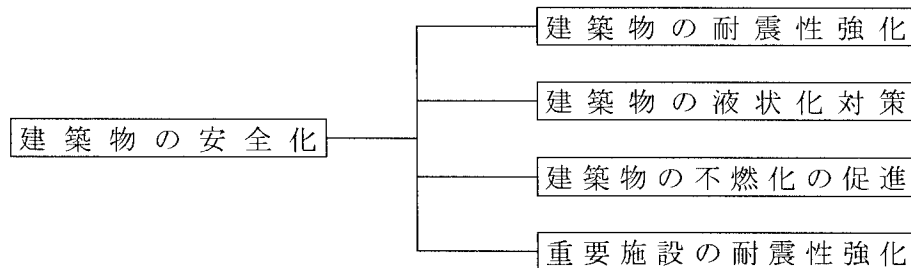 建築物の安全化
建築物の耐震性強化
建築物の液状化対策
建築物の不燃化の促進
重要施設の耐震性強化